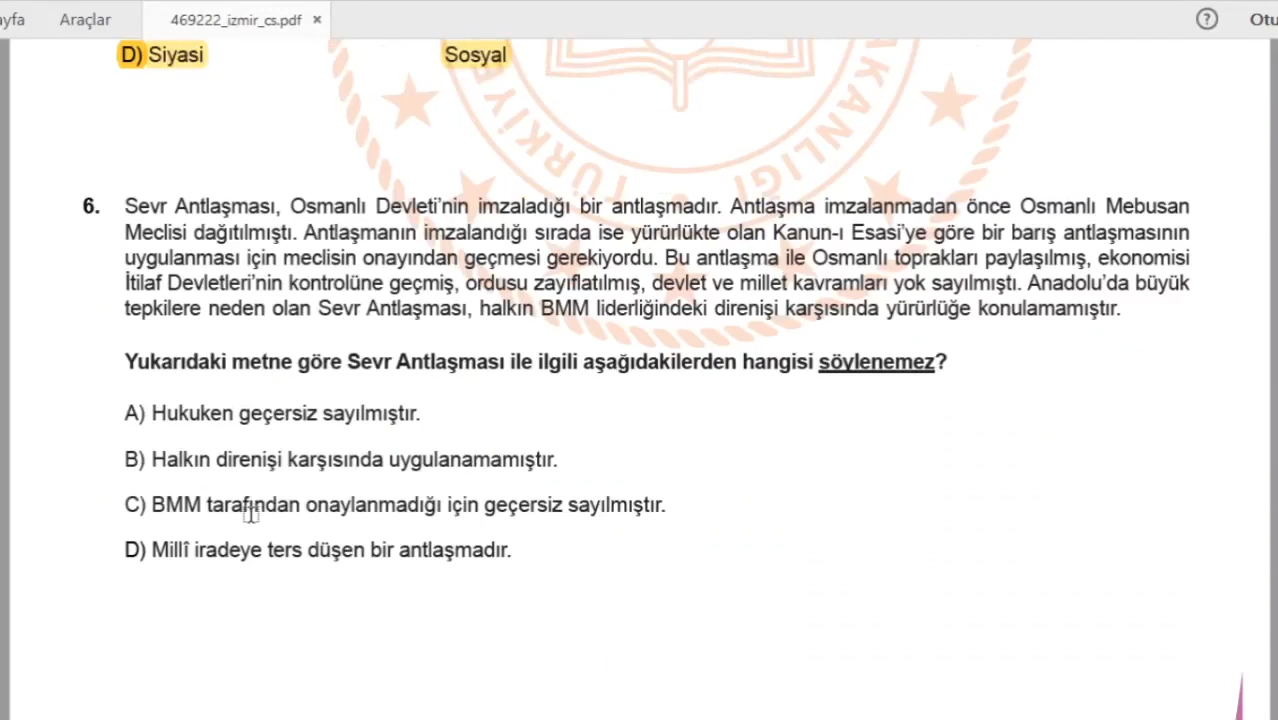 ayfa Araçlar 469222_izmir_cs.pdf × ? Otu
D) Siyasi Sosyal
TÜRKİYE KANLIĞI
6. Sevr Antlaşması, Osmanlı Devleti’nin imzaladığı bir antlaşmadır. Antlaşma imzalanmadan önce Osmanlı Mebusan
Meclisi dağıtılmıştı. Antlaşmanın imzalandığı sırada ise yürürlükte olan Kanun-ı Esasi’ye göre bir barış antlaşmasının
uygulanması için meclisin onayından geçmesi gerekiyordu. Bu antlaşma ile Osmanlı toprakları paylaşılmış, ekonomisi
İtilaf Devletleri’nin kontrolüne geçmiş, ordusu zayıflatılmış, devlet ve millet kavramları yok sayılmıştı. Anadolu’da büyük
tepkilere neden olan Sevr Antlaşması, halkın BMM liderliğindeki direnişi karşısında yürürlüğe konulamamıştır.
Yukarıdaki metne göre Sevr Antlaşması ile ilgili aşağıdakilerden hangisi söylenemez?
A) Hukuken geçersiz sayılmıştır.
B) Halkın direnişi karşısında uygulanamamıştır.
C) BMM tarafından onaylanmadığı için geçersiz sayılmıştır.
D) Millî iradeye ters düşen bir antlaşmadır.